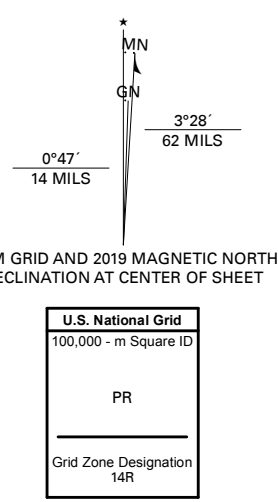 ★
MN
GN
3°28´
62 MILS
0°47´
14 MILS
M GRID AND 2019 MAGNETIC NORTH
ECLINATION AT CENTER OF SHEET
U.S. National Grid
100,000 - m Square ID
PR
Grid Zone Designation
14R